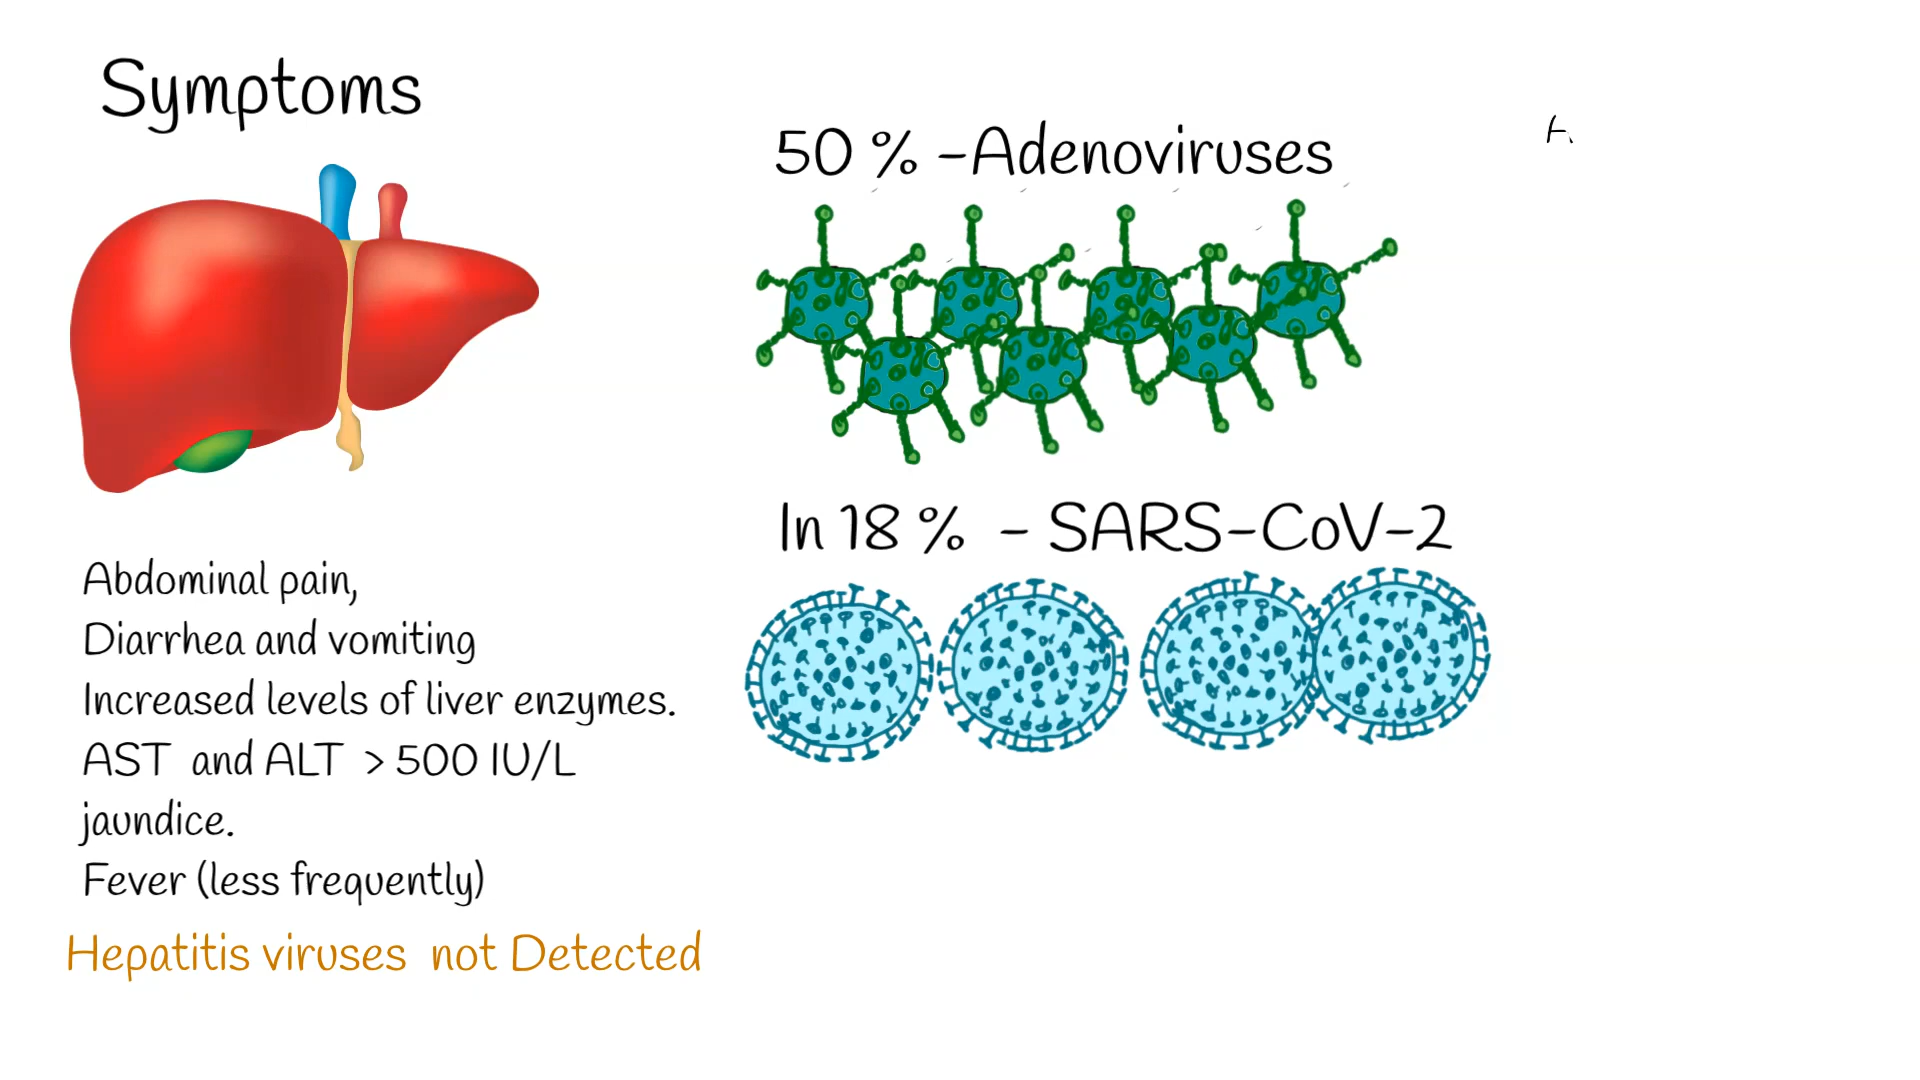 Symptoms
Abdominal pain,
Diarrhea and vomiting
Increased levels of liver enzymes.
AST and ALT > 500 IU/L
jaundice.
Fever (less frequently)
Hepatitis viruses not Detected
50 % -Adenoviruses
In 18 % - SARS-CoV-2